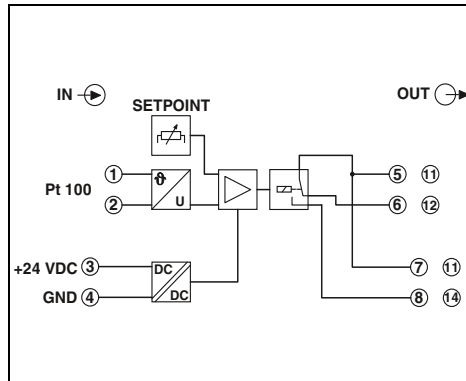 IN OUT
SETPOINT
Pt 100
1 ϑ 5 11
2 U 6 12
+24 VDC 3 DC 7 11
GND 4 DC 8 14